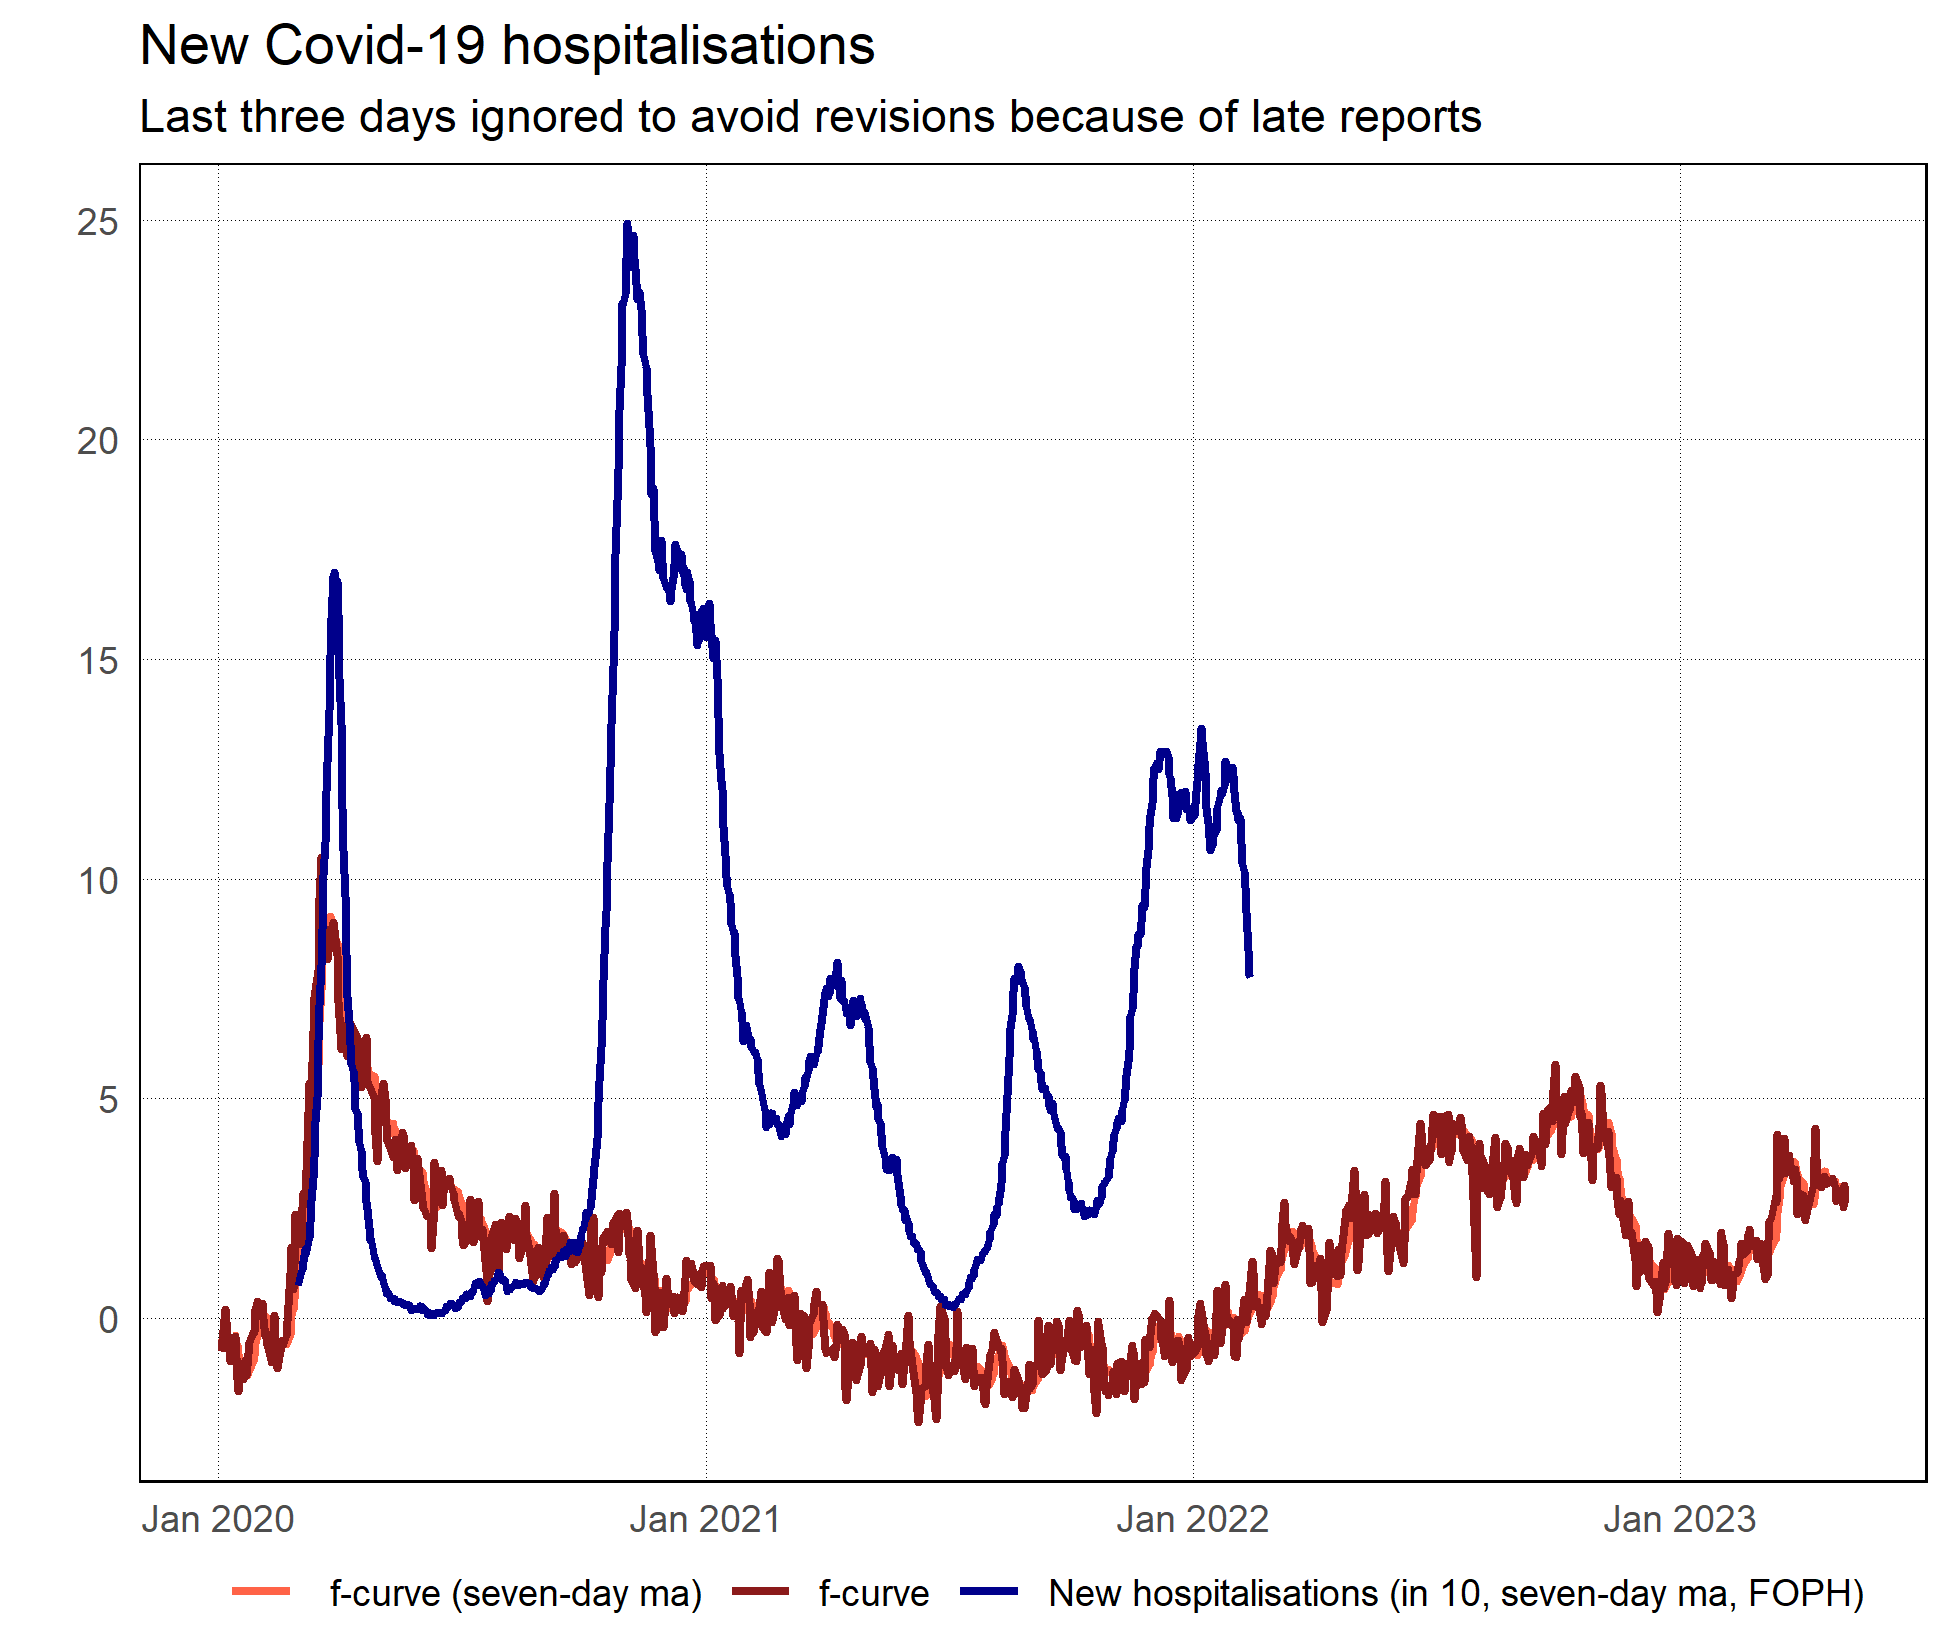 New Covid-19 hospitalisations
Last three days ignored to avoid revisions because of late reports
25
20
15
10
5
0
Jan 2020 Jan 2021 Jan 2022 Jan 2023
f-curve (seven-day ma) f-curve New hospitalisations (in 10, seven-day ma, FOPH)